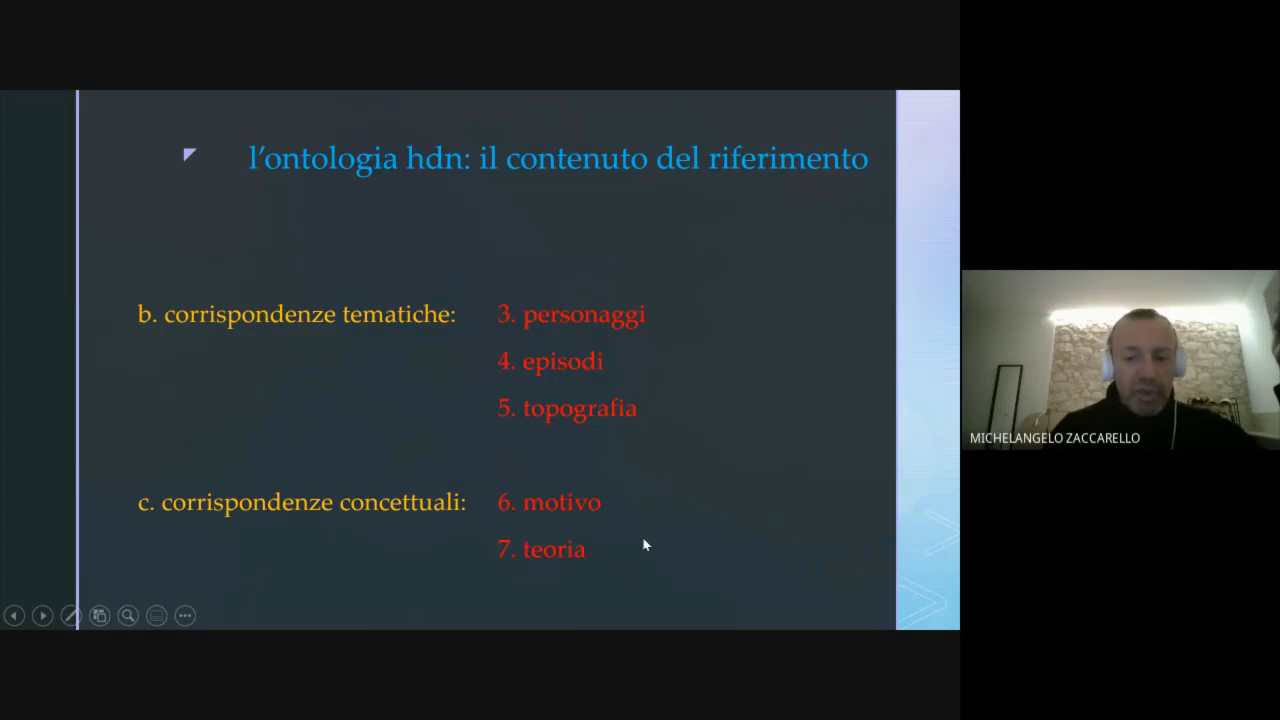 l'ontologia hdn: il contenuto del riferimento
b. corrispondenze tematiche: 3. personaggi
4. episodi
5. topografia
c. corrispondenze concettuali: 6. motivo
7. teoria
MICHELANGELO ZACCARELLO